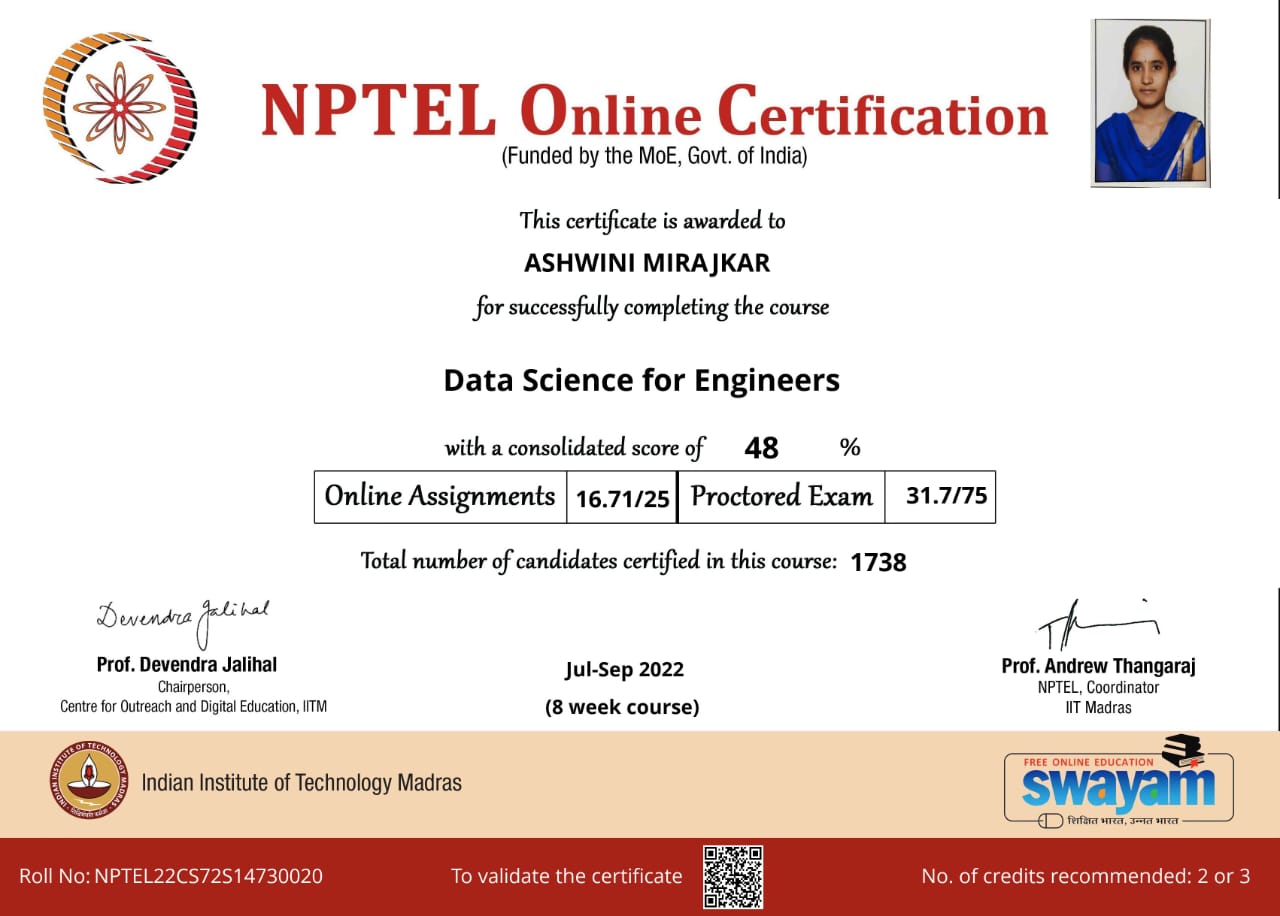 NPTEL Online Certification
(Funded by the MoE, Govt. of India)
This certificate is awarded to
ASHWINI MIRAJKAR
for successfully completing the course
Data Science for Engineers
with a consolidated score of 48 %
Online Assignments 16.71/25 Proctored Exam 31.7/75
Total number of candidates certified in this course: 1738
Devendra Jalihal
Prof. Devendra Jalihal
Chairperson,
Centre for Outreach and Digital Education, IITM
Jul-Sep 2022
(8 week course)
Prof. Andrew Thangaraj
NPTEL, Coordinator
IIT Madras
INDIAN INSTITUTE OF TECHNOLOGY MADRAS
Indian Institute of Technology Madras
FREE ONLINE EDUCATION
swayam
शिक्षित भारत, उन्नत भारत
Roll No: NPTEL22CS72S14730020
To validate the certificate
No. of credits recommended: 2 or 3